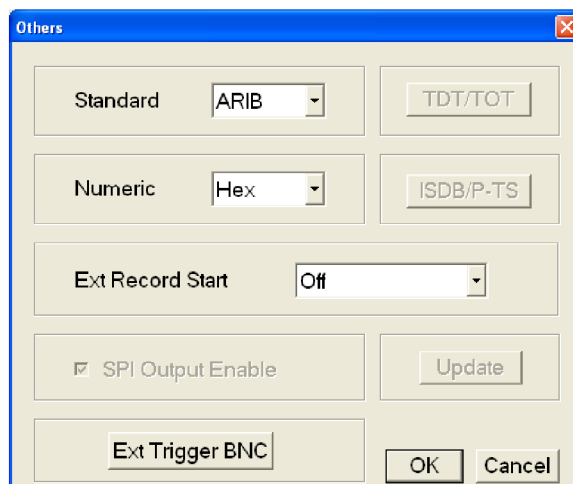 Others
Standard ARIB TDT/TOT
Numeric Hex ISDB/P-TS
Ext Record Start Off
SPI Output Enable Update
Ext Trigger BNC OK Cancel